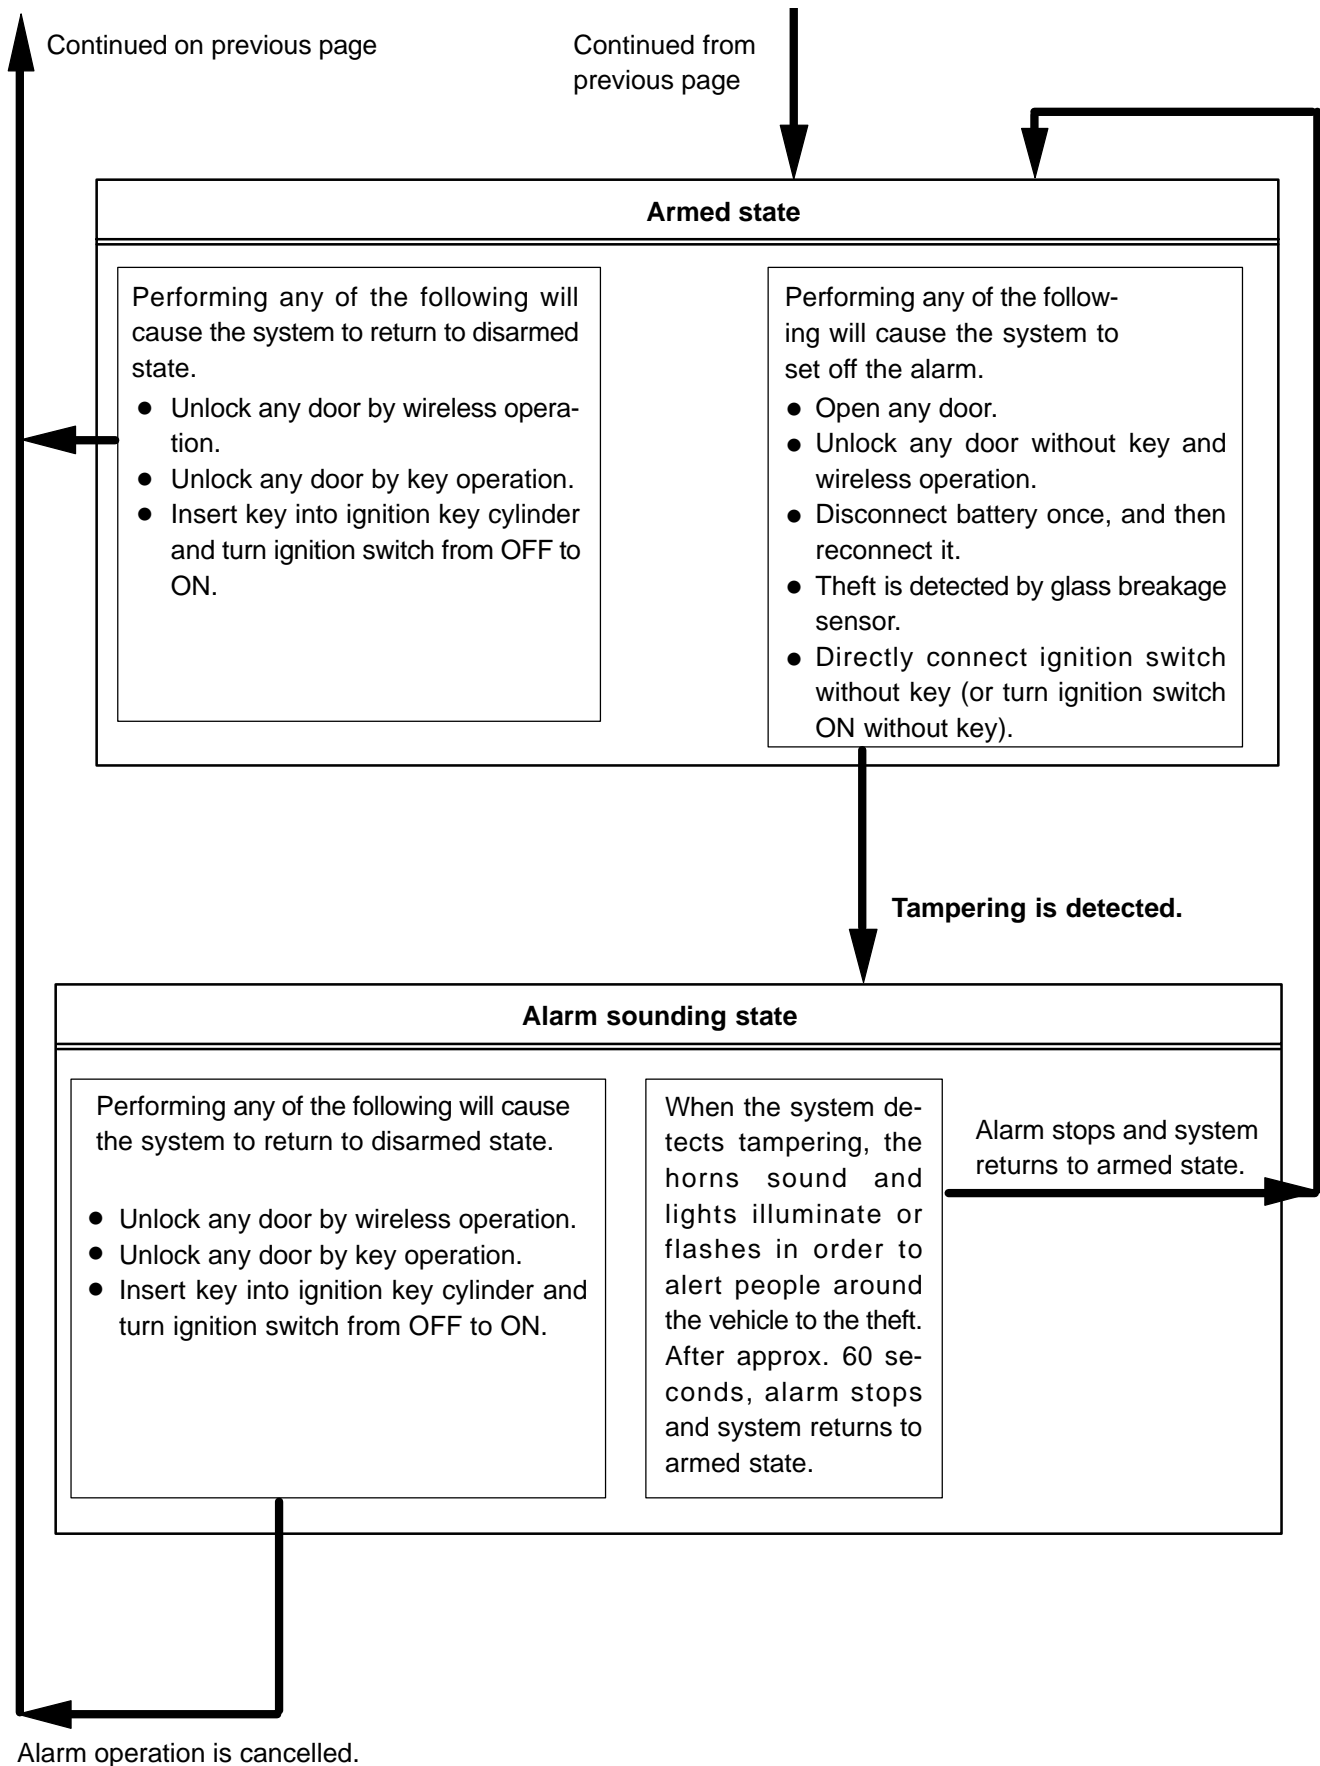 Continued on previous page
Continued from
previous page
Armed state
Performing any of the following will
cause the system to return to disarmed
state.
● Unlock any door by wireless opera-
tion.
● Unlock any door by key operation.
● Insert key into ignition key cylinder
and turn ignition switch from OFF to
ON.
Performing any of the follow-
ing will cause the system to
set off the alarm.
● Open any door.
● Unlock any door without key and
wireless operation.
● Disconnect battery once, and then
reconnect it.
● Theft is detected by glass breakage
sensor.
● Directly connect ignition switch
without key (or turn ignition switch
ON without key).
Tampering is detected.
Alarm sounding state
Performing any of the following will cause
the system to return to disarmed state.
● Unlock any door by wireless operation.
● Unlock any door by key operation.
● Insert key into ignition key cylinder and
turn ignition switch from OFF to ON.
When the system de-
tects tampering, the
horns sound and
lights illuminate or
flashes in order to
alert people around
the vehicle to the theft.
After approx. 60 se-
conds, alarm stops
and system returns to
armed state.
Alarm stops and system
returns to armed state.
Alarm operation is cancelled.